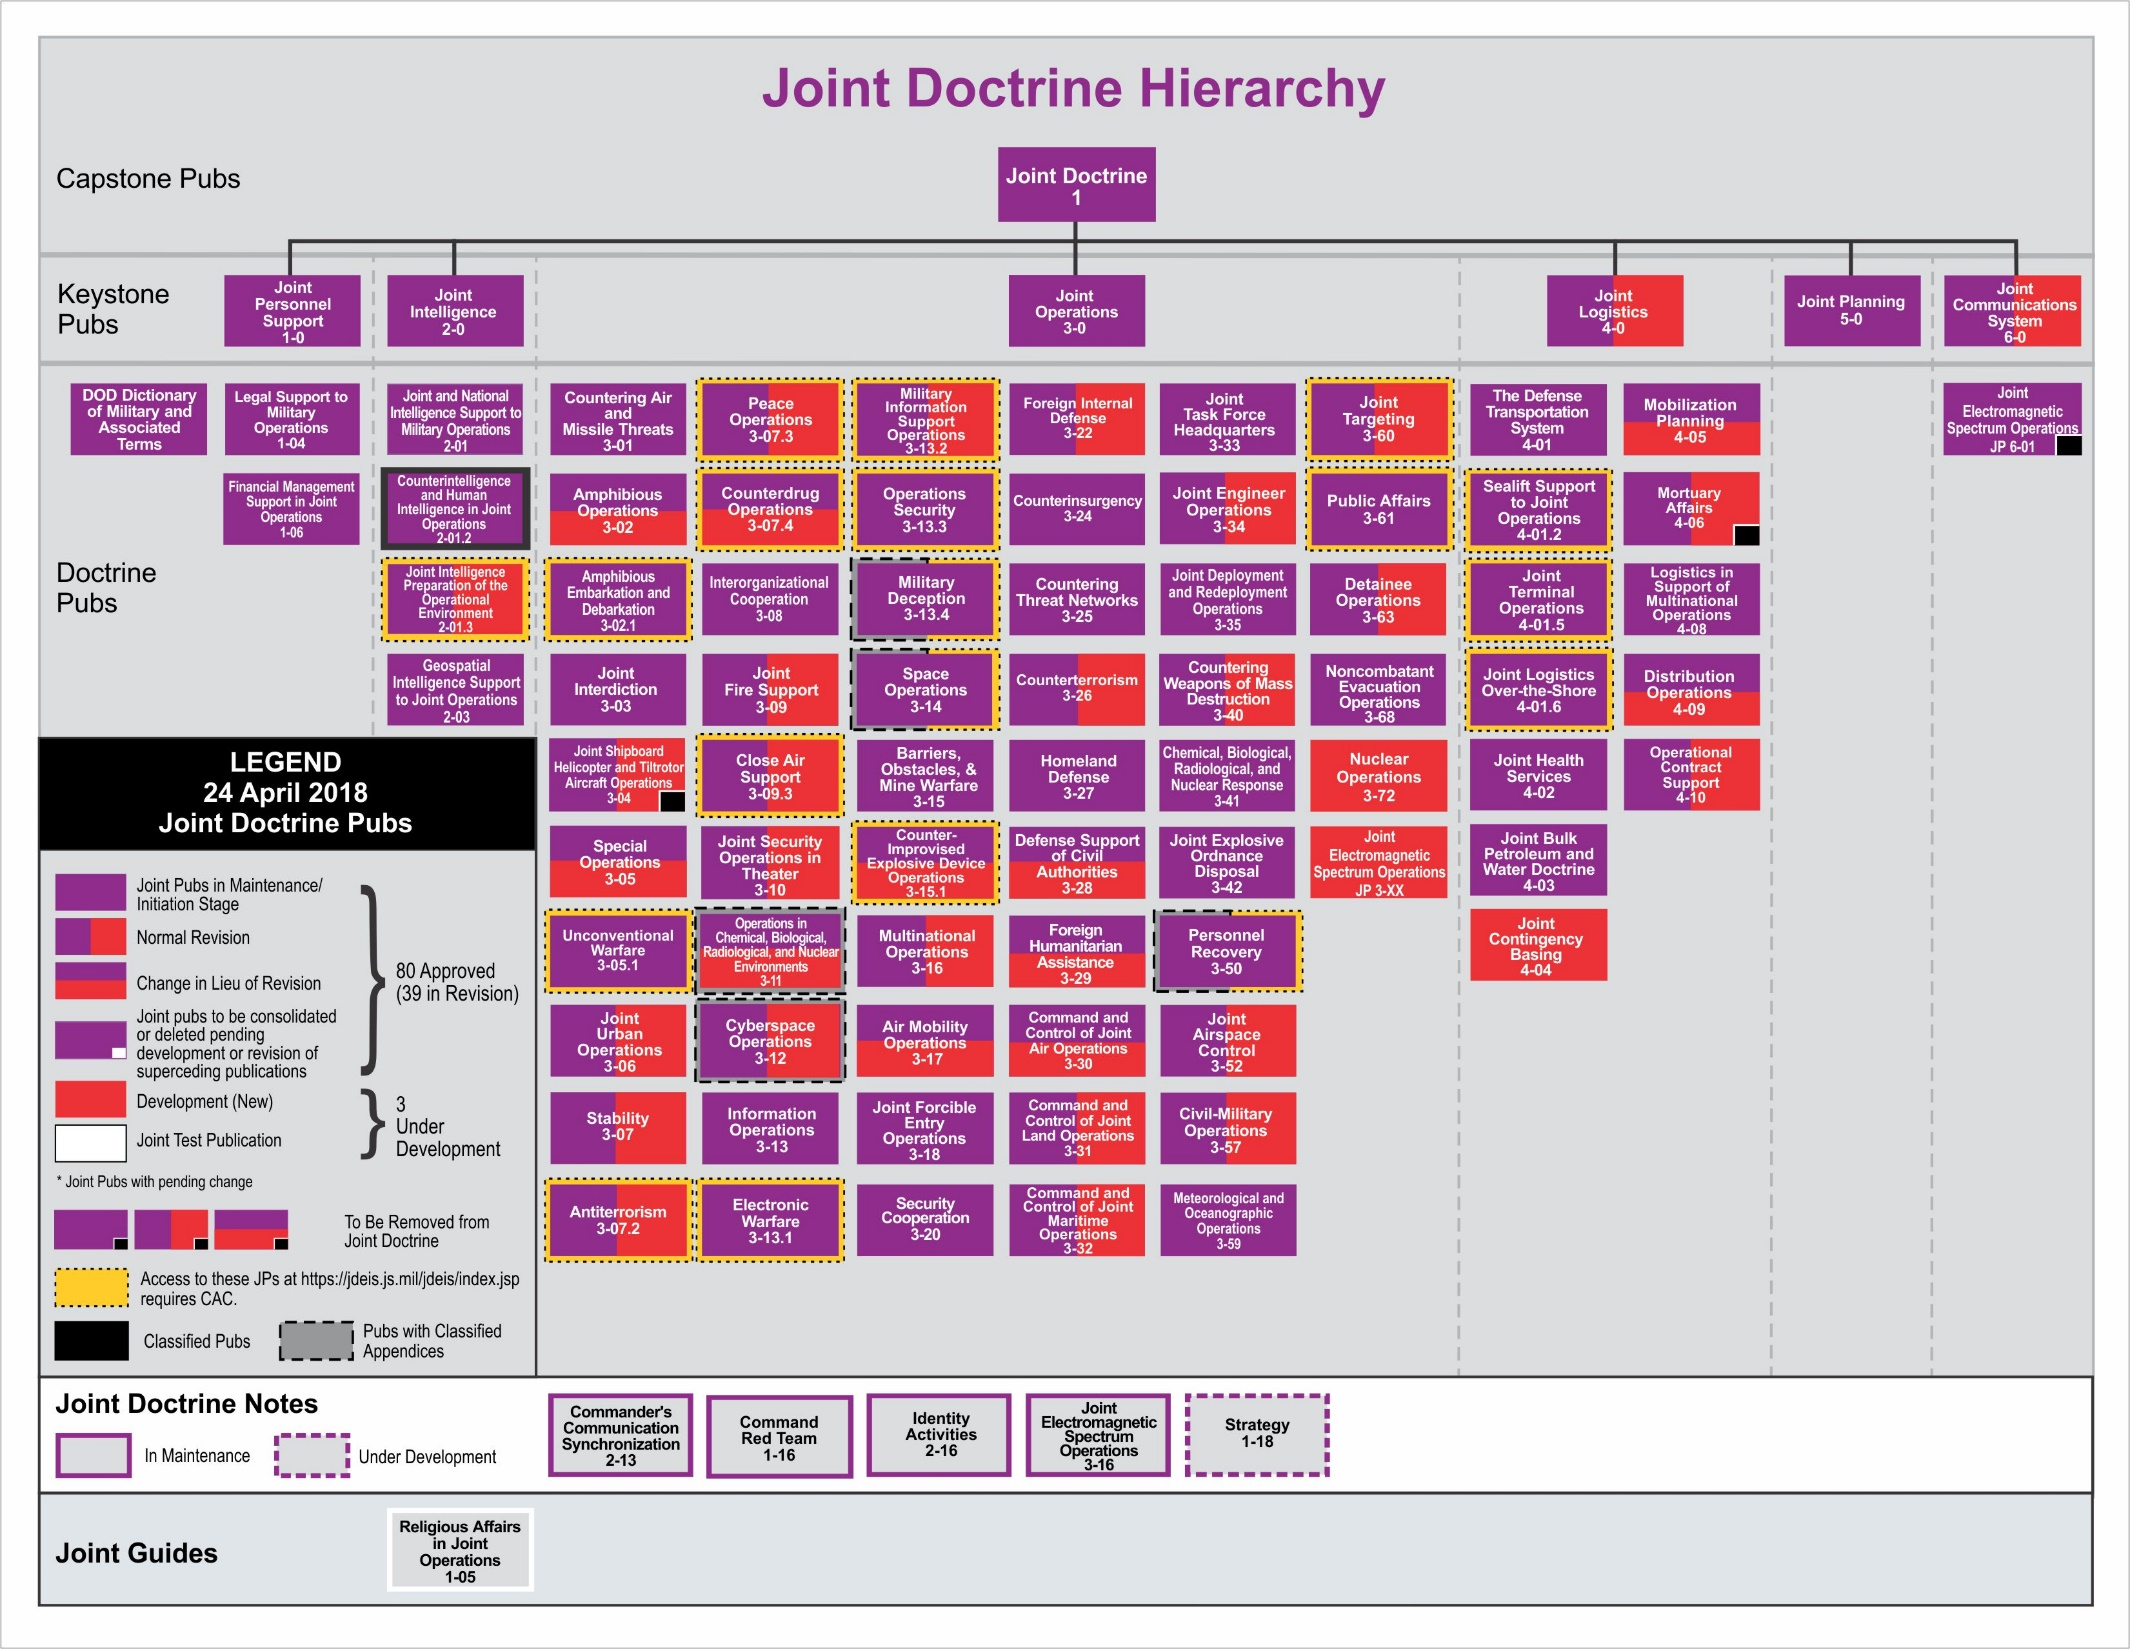 Joint Doctrine Hierarchy
Capstone Pubs
Joint Doctrine
1
Keystone
Pubs
Joint
Personnel
Support
1-0
Joint
Intelligence
2-0
Joint
Operations
3-0
Joint
Logistics
4-0
Joint Planning
5-0
Joint
Communications
System
6-0
Doctrine
Pubs
DOD Dictionary
of Military and
Associated
Terms
Legal Support to
Military
Operations
1-04
Financial Management
Support in Joint
Operations
1-06
Joint and National
Intelligence Support to
Military Operations
2-01
Counterintelligence
and Human
Intelligence in Joint
Operations
2-01.2
Joint Intelligence
Preparation of the
Operational
Environment
2-01.3
Geospatial
Intelligence Support
to Joint Operations
2-03
Countering Air
and
Missile Threats
3-01
Amphibious
Operations
3-02
Amphibious
Embarkation and
Debarkation
3-02.1
Joint
Interdiction
3-03
Joint Shipboard
Helicopter and Tiltrotor
Aircraft Operations
3-04
Special
Operations
3-05
Unconventional
Warfare
3-05.1
Joint
Urban
Operations
3-06
Stability
3-07
Antiterrorism
3-07.2
Peace
Operations
3-07.3
Counterdrug
Operations
3-07.4
Interorganizational
Cooperation
3-08
Joint
Fire Support
3-09
Close Air
Support
3-09.3
Joint Security
Operations in
Theater
3-10
Operations in
Chemical, Biological,
Radiological, and Nuclear
Environments
3-11
Cyberspace
Operations
3-12
Information
Operations
3-13
Electronic
Warfare
3-13.1
Military
Information
Support
Operations
3-13.2
Operations
Security
3-13.3
Military
Deception
3-13.4
Space
Operations
3-14
Barriers,
Obstacles, &
Mine Warfare
3-15
Counter-
Improvised
Explosive Device
Operations
3-15.1
Multinational
Operations
3-16
Air Mobility
Operations
3-17
Joint Forcible
Entry
Operations
3-18
Security
Cooperation
3-20
Foreign Internal
Defense
3-22
Counterinsurgency
3-24
Countering
Threat Networks
3-25
Counterterrorism
3-26
Homeland
Defense
3-27
Defense Support
of Civil
Authorities
3-28
Foreign
Humanitarian
Assistance
3-29
Command and
Control of Joint
Air Operations
3-30
Command and
Control of Joint
Land Operations
3-31
Command and
Control of Joint
Maritime
Operations
3-32
Joint
Task Force
Headquarters
3-33
Joint Engineer
Operations
3-34
Joint Deployment
and Redeployment
Operations
3-35
Countering
Weapons of Mass
Destruction
3-40
Chemical, Biological,
Radiological, and
Nuclear Response
3-41
Joint Explosive
Ordnance
Disposal
3-42
Personnel
Recovery
3-50
Joint
Airspace
Control
3-52
Civil-Military
Operations
3-57
Meteorological and
Oceanographic
Operations
3-59
Joint
Targeting
3-60
Public Affairs
3-61
Detainee
Operations
3-63
Noncombatant
Evacuation
Operations
3-68
Nuclear
Operations
3-72
Joint
Electromagnetic
Spectrum Operations
JP 3-XX
The Defense
Transportation
System
4-01
Sealift Support
to Joint
Operations
4-01.2
Joint
Terminal
Operations
4-01.5
Joint Logistics
Over-the-Shore
4-01.6
Joint Health
Services
4-02
Joint Bulk
Petroleum and
Water Doctrine
4-03
Joint
Contingency
Basing
4-04
Mobilization
Planning
4-05
Mortuary
Affairs
4-06
Logistics in
Support of
Multinational
Operations
4-08
Distribution
Operations
4-09
Operational
Contract
Support
4-10
Joint
Electromagnetic
Spectrum Operations
JP 6-01
LEGEND
24 April 2018
Joint Doctrine Pubs
Joint Pubs in Maintenance/
Initiation Stage
Normal Revision
Change in Lieu of Revision
Joint pubs to be consolidated
or deleted pending
development or revision of
superceding publications
80 Approved
(39 in Revision)
Development (New)
Joint Test Publication
3
Under
Development
* Joint Pubs with pending change
To Be Removed from
Joint Doctrine
Access to these JPs at https://jdeis.js.mil/jdeis/index.jsp
requires CAC.
Classified Pubs
Pubs with Classified
Appendices
Joint Doctrine Notes
In Maintenance
Under Development
Commander's
Communication
Synchronization
2-13
Command
Red Team
1-16
Identity
Activities
2-16
Joint
Electromagnetic
Spectrum
Operations
3-16
Strategy
1-18
Joint Guides
Religious Affairs
in Joint
Operations
1-05